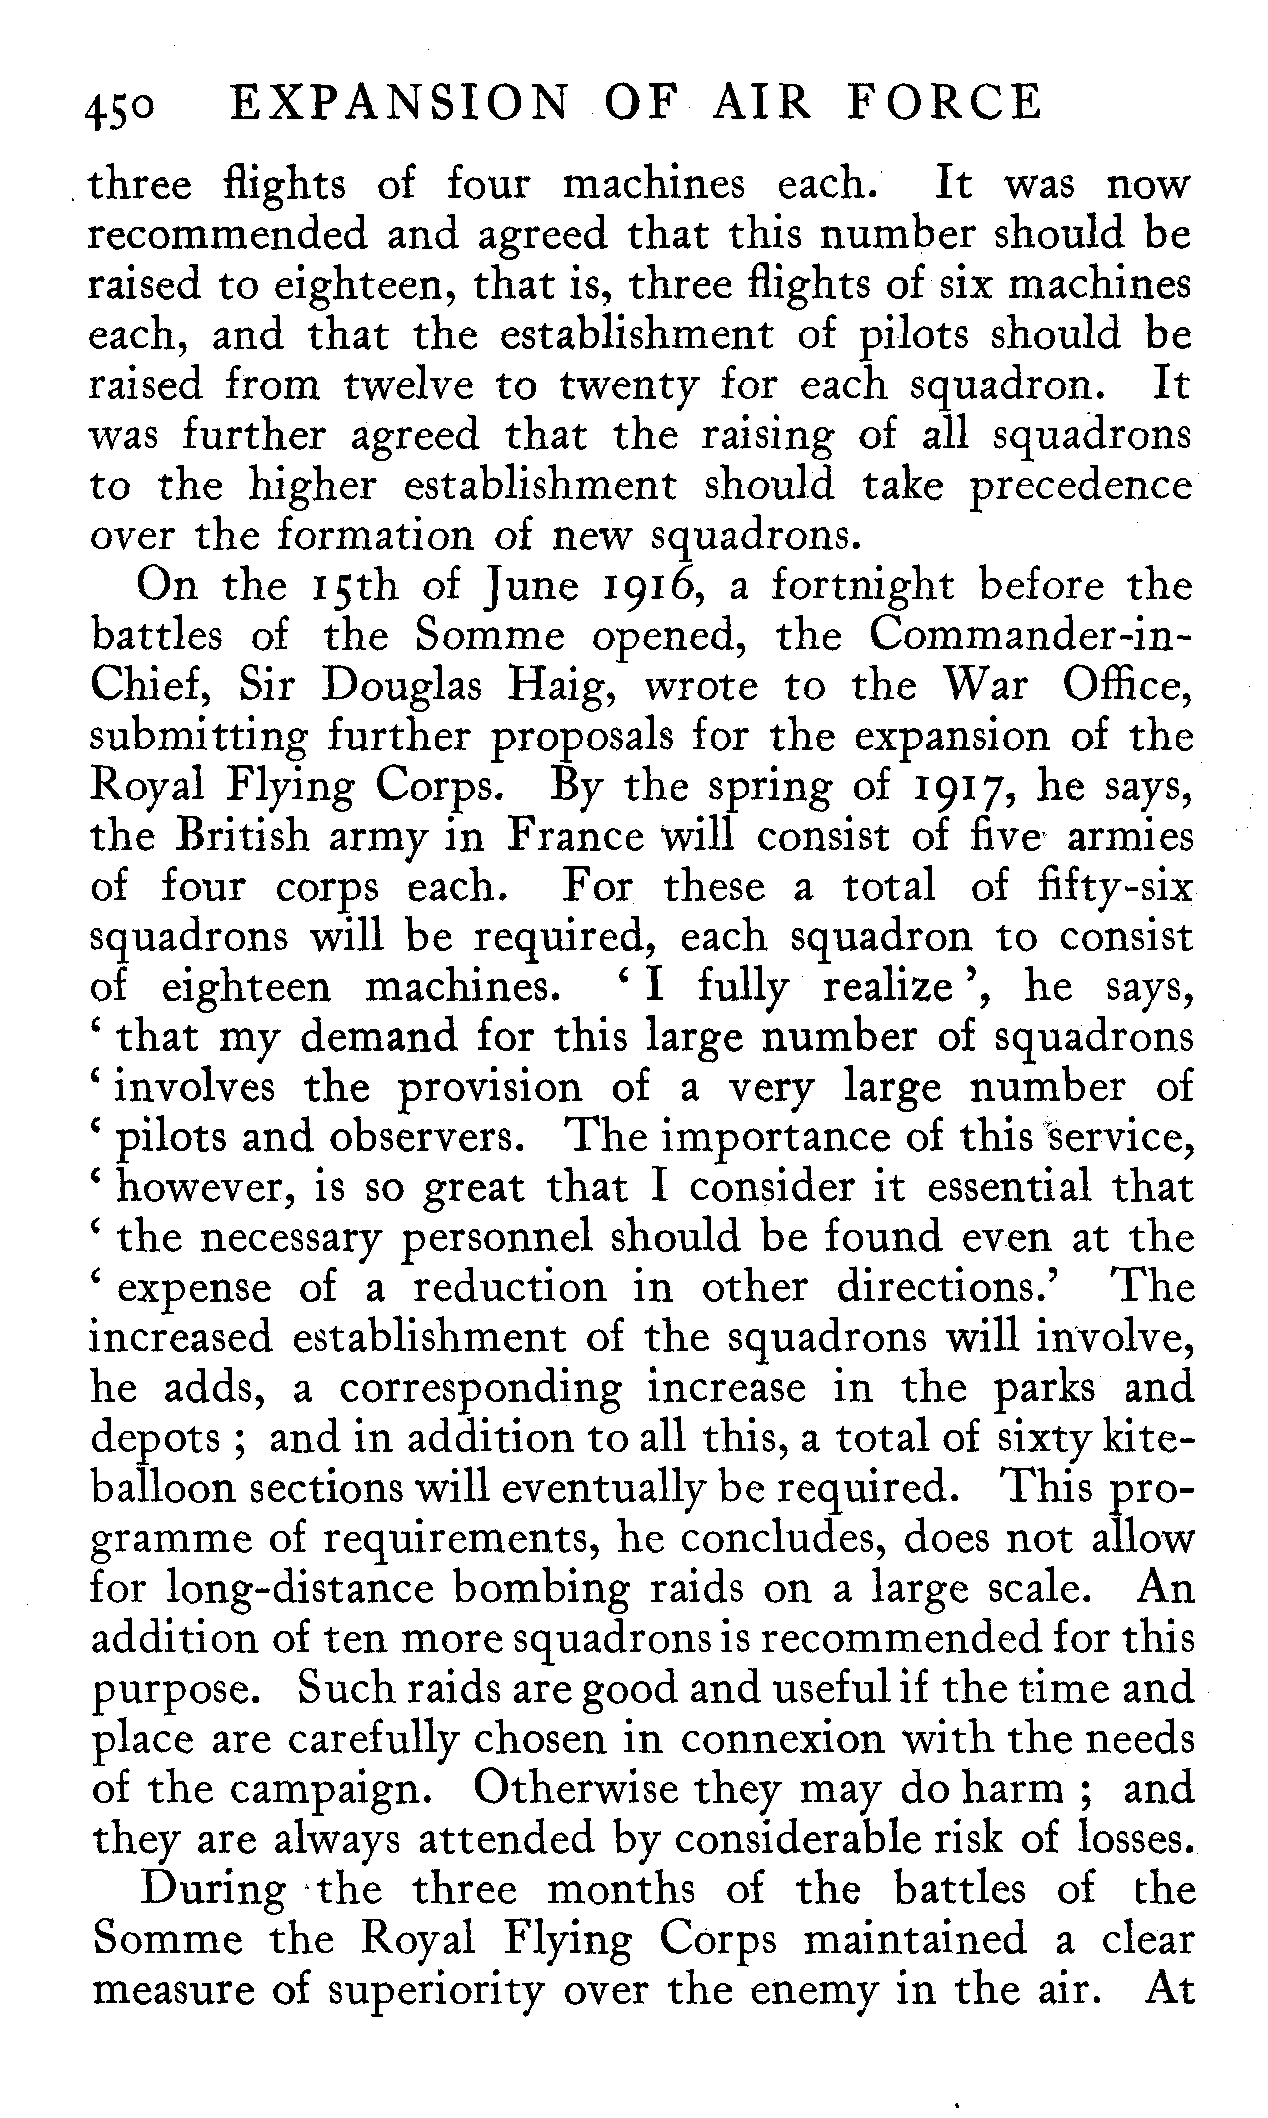 450 EXPANSION OF AIR FORCE
three flights of four machines each. It was now
recommended and agreed that this number should be
raised to eighteen, that is, three flights of six machines
each, and that the establishment of pilots should be
raised from twelve to twenty for each squadron. It
was further agreed that the raising of all squadrons
to the higher establishment should take precedence
over the formation of new squadrons.
On the 15th of June 1916, a fortnight before the
battles of the Somme opened, the Commander-in-
Chief, Sir Douglas Haig, wrote to the War Office,
submitting further proposals for the expansion of the
Royal Flying Corps. By the spring of 1917, he says,
the British army in France will consist of five armies
of four corps each. For these a total of fifty-six
squadrons will be required, each squadron to consist
of eighteen machines. ‘ I fully realize ’, he says,
‘ that my demand for this large number of squadrons
‘ involves the provision of a very large number of
‘ pilots and observers. The importance of this service,
‘ however, is so great that I consider it essential that
‘ the necessary personnel should be found even at the
‘ expense of a reduction in other directions.’ The
increased establishment of the squadrons will involve,
he adds, a corresponding increase in the parks and
depots ; and in addition to all this, a total of sixty kite-
balloon sections will eventually be required. This pro-
gramme of requirements, he concludes, does not allow
for long-distance bombing raids on a large scale. An
addition of ten more squadrons is recommended for this
purpose. Such raids are good and useful if the time and
place are carefully chosen in connexion with the needs
of the campaign. Otherwise they may do harm ; and
they are always attended by considerable risk of losses.
During the three months of the battles of the
Somme the Royal Flying Corps maintained a clear
measure of superiority over the enemy in the air. At